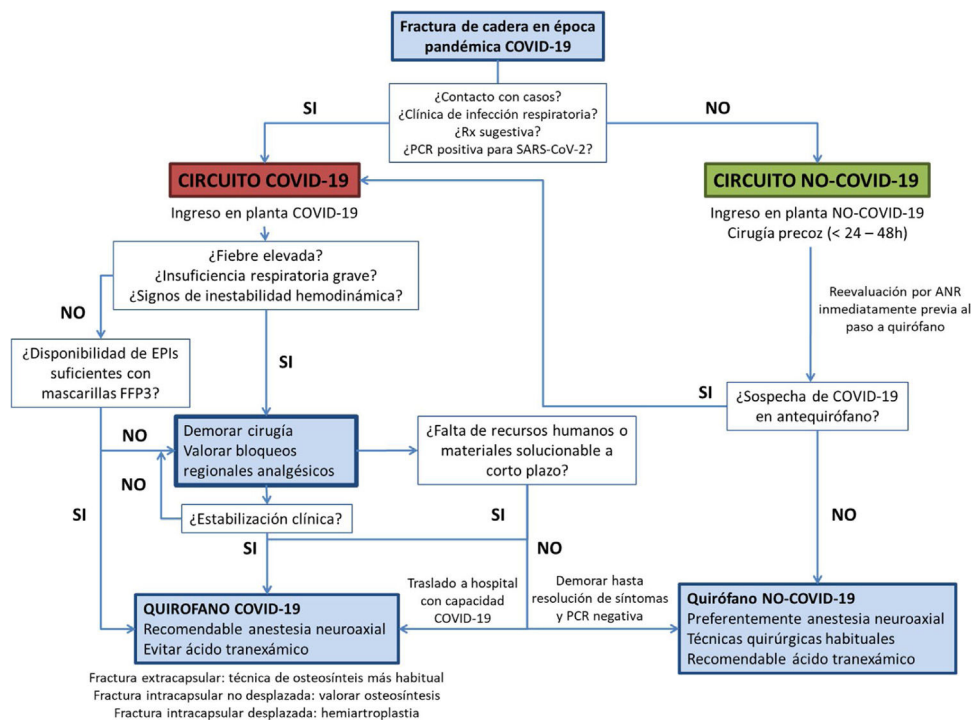 Fractura de cadera en época
pandémica COVID-19
¿Contacto con casos?
¿Clínica de infección respiratoria?
¿Rx sugestiva?
¿PCR positiva para SARS-CoV-2?
SI
NO
CIRCUITO COVID-19
Ingreso en planta COVID-19
CIRCUITO NO-COVID-19
Ingreso en planta NO-COVID-19
Cirugía precoz (< 24 – 48h)
¿Fiebre elevada?
¿Insuficiencia respiratoria grave?
¿Signos de inestabilidad hemodinámica?
Reevaluación por ANR
inmediatamente previa al
paso a quirófano
NO
SI
¿Disponibilidad de EPIs
suficientes con
mascarillas FFP3?
SI
¿Sospecha de COVID-19
en antequirófano?
NO
Demorar cirugía
Valorar bloqueos
regionales analgésicos
¿Falta de recursos humanos o
materiales solucionable a
corto plazo?
NO
SI
¿Estabilización clínica?
SI
NO
SI
NO
Traslado a hospital
con capacidad
COVID-19
Demorar hasta
resolución de síntomas
y PCR negativa
QUIROFANO COVID-19
Recomendable anestesia neuroaxial
Evitar ácido tranexámico
Quirófano NO-COVID-19
Preferentemente anestesia neuroaxial
Técnicas quirúrgicas habituales
Recomendable ácido tranexámico
Fractura extracapsular: técnica de osteosínteis más habitual
Fractura intracapsular no desplazada: valorar osteosíntesis
Fractura intracapsular desplazada: hemiartroplastia